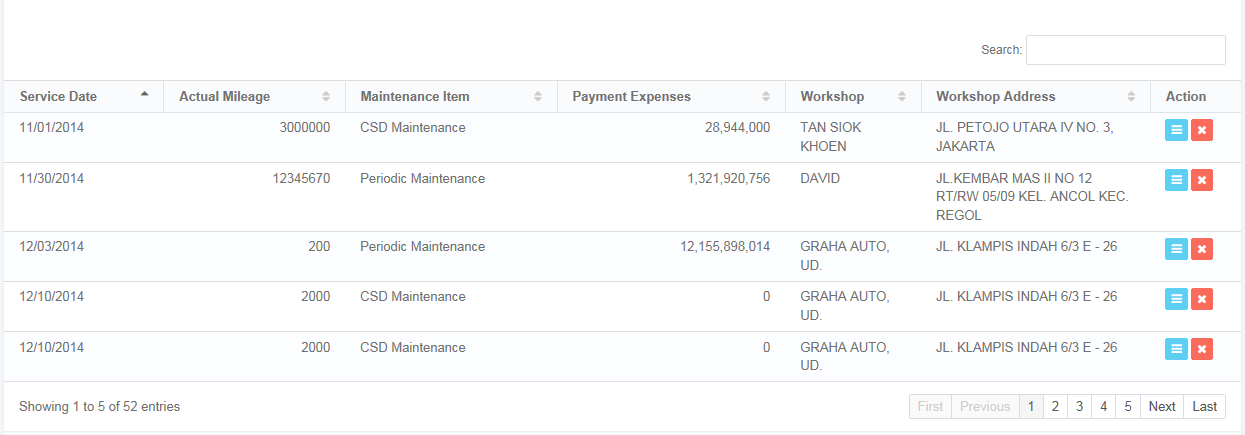 Search:
Service Date Actual Mileage Maintenance Item Payment Expenses Workshop Workshop Address Action
11/01/2014 3000000 CSD Maintenance 28,944,000 TAN SIOK JL. PETOJO UTARA IV NO. 3,
KHOEN JAKARTA
11/30/2014 12345670 Periodic Maintenance 1,321,920,756 DAVID JL.KEMBAR MAS II NO 12
RT/RW 05/09 KEL. ANCOL KEC.
REGOL
12/03/2014 200 Periodic Maintenance 12,155,898,014 GRAHA AUTO, JL. KLAMPIS INDAH 6/3 E - 26
UD.
12/10/2014 2000 CSD Maintenance 0 GRAHA AUTO, JL. KLAMPIS INDAH 6/3 E - 26
UD.
12/10/2014 2000 CSD Maintenance 0 GRAHA AUTO, JL. KLAMPIS INDAH 6/3 E - 26
UD.
Showing 1 to 5 of 52 entries First Previous 1 2 3 4 5 Next Last